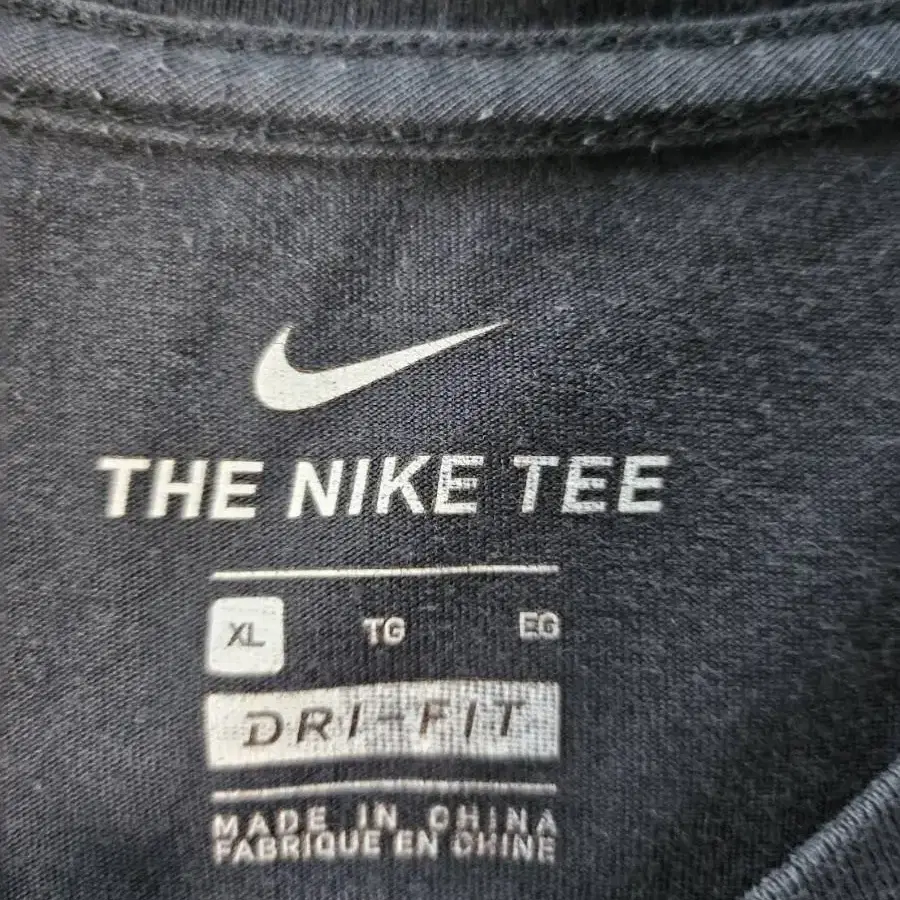 THE NIKE TEE
XL TG EG
DRI-FIT
MADE IN CHINA
FABRIQUE EN CHINE